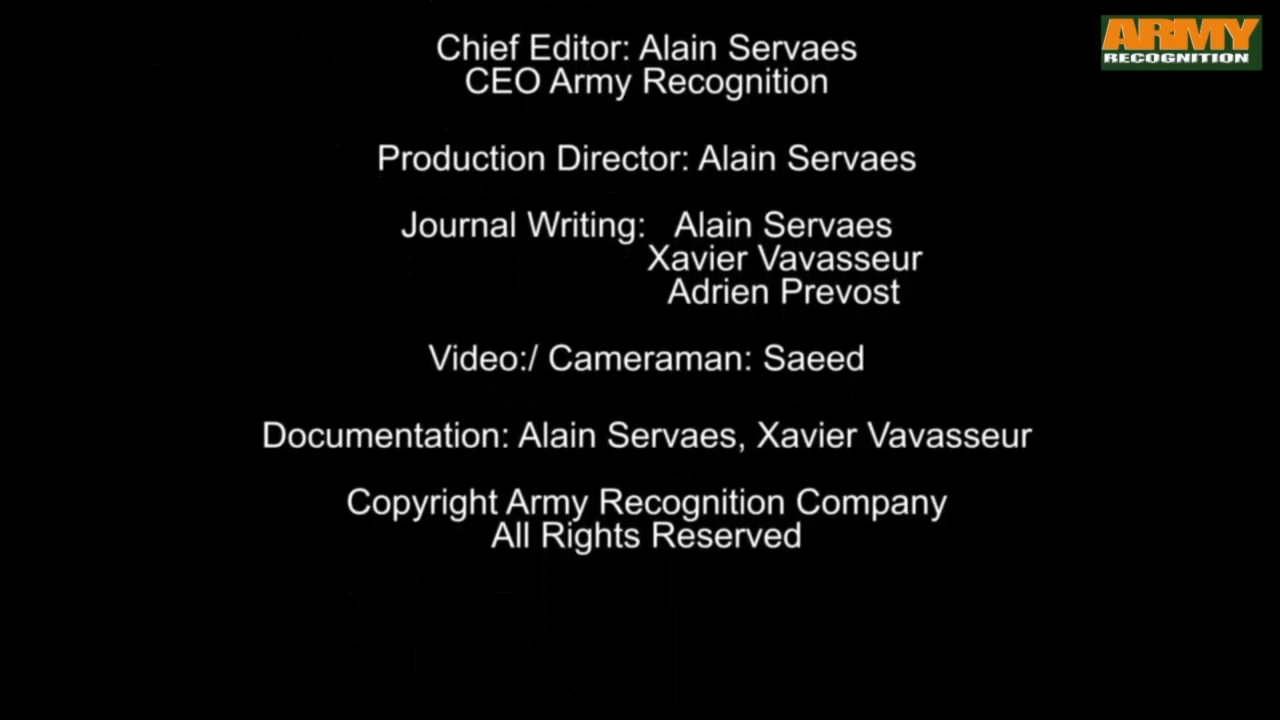 ARMY
RECOGNITION
Chief Editor: Alain Servaes
CEO Army Recognition
Production Director: Alain Servaes
Journal Writing: Alain Servaes
Xavier Vavasseur
Adrien Prevost
Video:/ Cameraman: Saeed
Documentation: Alain Servaes, Xavier Vavasseur
Copyright Army Recognition Company
All Rights Reserved